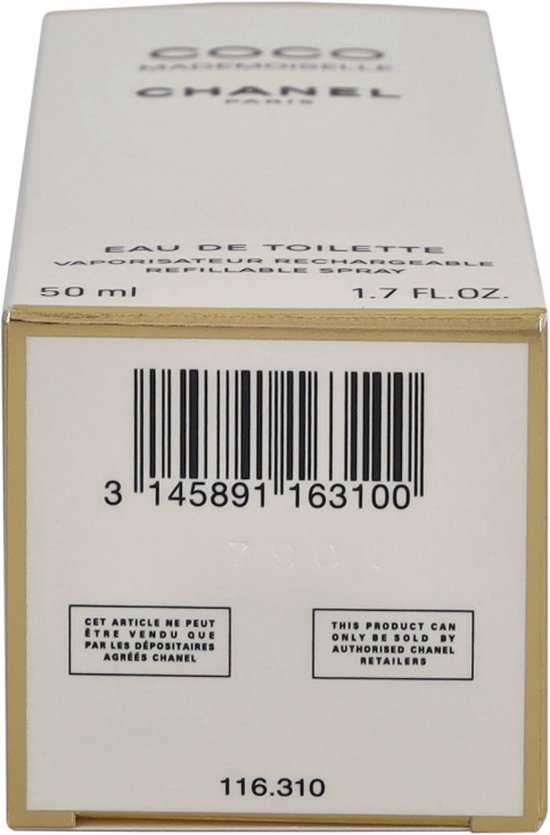 COCO
MADEMOISELLE
CHANEL
PARIS
EAU DE TOILETTE
VAPORISATEUR RECHARGEABLE
REFILLABLE SPRAY
50 ml 1.7 FL.OZ.
3 145891 163100
CET ARTICLE NE PEUT
ÊTRE VENDU QUE
PAR LES DÉPOSITAIRES
AGRÉÉS CHANEL
THIS PRODUCT CAN
ONLY BE SOLD BY
AUTHORISED CHANEL
RETAILERS
116.310